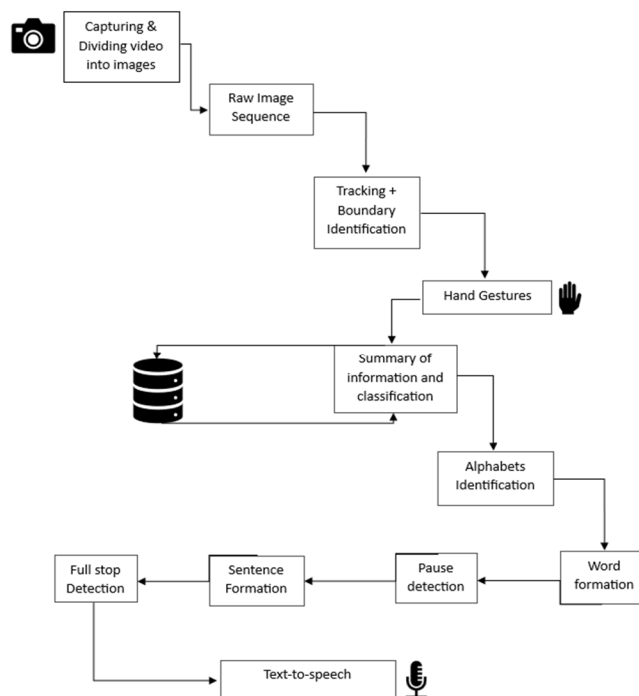 Capturing &
Dividing video
into images
Raw Image
Sequence
Tracking +
Boundary
Identification
Hand Gestures
Summary of
information and
classification
Alphabets
Identification
Word
formation
Pause
detection
Sentence
Formation
Full stop
Detection
Text-to-speech